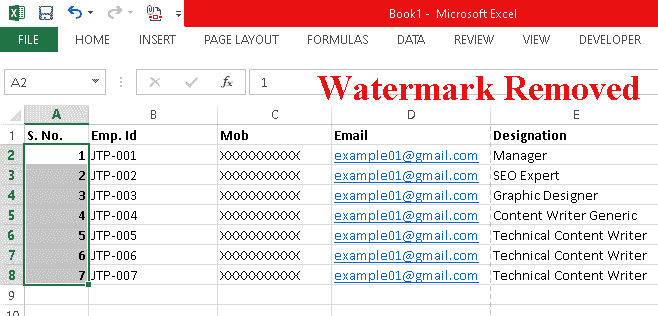 Book1 - Microsoft Excel
FILE HOME INSERT PAGE LAYOUT FORMULAS DATA REVIEW VIEW DEVELOPER
A2 fx 1
Watermark Removed
A B C D E
1 S. No. Emp. Id Mob Email Designation
2 1 JTP-001 XXXXXXXXXX example01@gmail.com Manager
3 2 JTP-002 XXXXXXXXXX example01@gmail.com SEO Expert
4 3 JTP-003 XXXXXXXXXX example01@gmail.com Graphic Designer
5 4 JTP-004 XXXXXXXXXX example01@gmail.com Content Writer Generic
6 5 JTP-005 XXXXXXXXXX example01@gmail.com Technical Content Writer
7 6 JTP-006 XXXXXXXXXX example01@gmail.com Technical Content Writer
8 7 JTP-007 XXXXXXXXXX example01@gmail.com Technical Content Writer
9
10